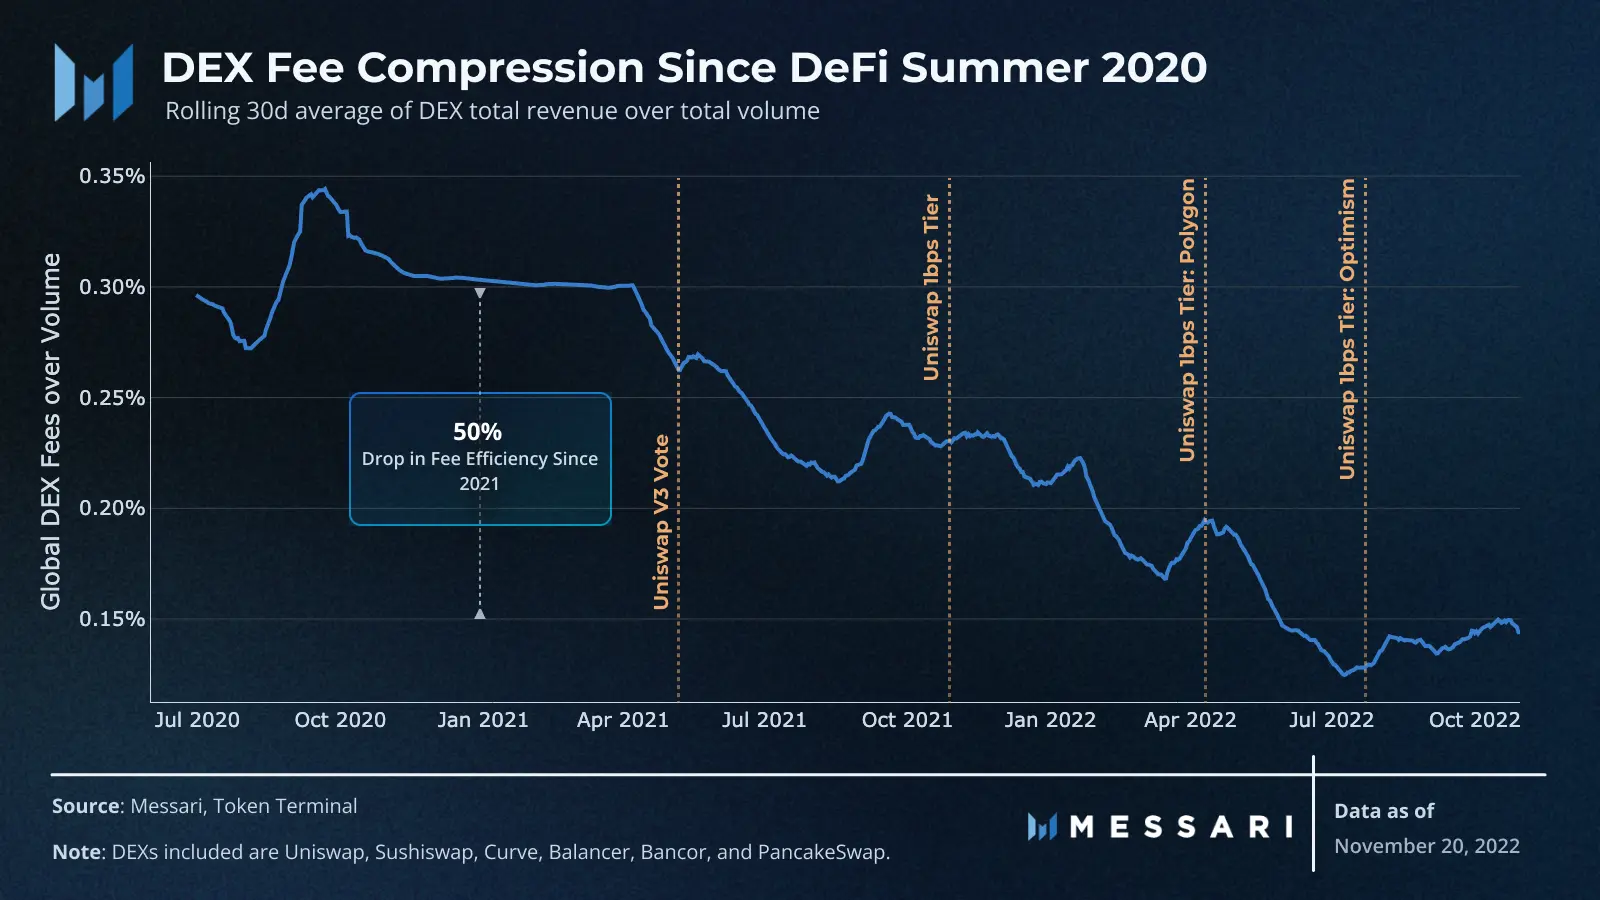 DEX Fee Compression Since DeFi Summer 2020
Rolling 30d average of DEX total revenue over total volume
Global DEX Fees over Volume
0.35%
0.30%
0.25%
0.20%
0.15%
50%
Drop in Fee Efficiency Since
2021
Uniswap V3 Vote
Uniswap 1bps Tier
Uniswap 1bps Tier: Polygon
Uniswap 1bps Tier: Optimism
Jul 2020
Oct 2020
Jan 2021
Apr 2021
Jul 2021
Oct 2021
Jan 2022
Apr 2022
Jul 2022
Oct 2022
Source: Messari, Token Terminal
Note: DEXs included are Uniswap, Sushiswap, Curve, Balancer, Bancor, and PancakeSwap.
MESSARI
Data as of
November 20, 2022